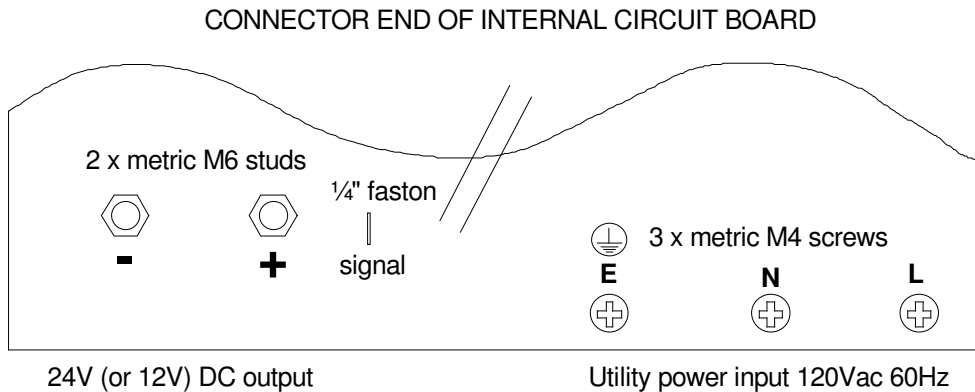 CONNECTOR END OF INTERNAL CIRCUIT BOARD
2 x metric M6 studs
¼" faston
-
+
signal
3 x metric M4 screws
E
N
L
24V (or 12V) DC output
Utility power input 120Vac 60Hz